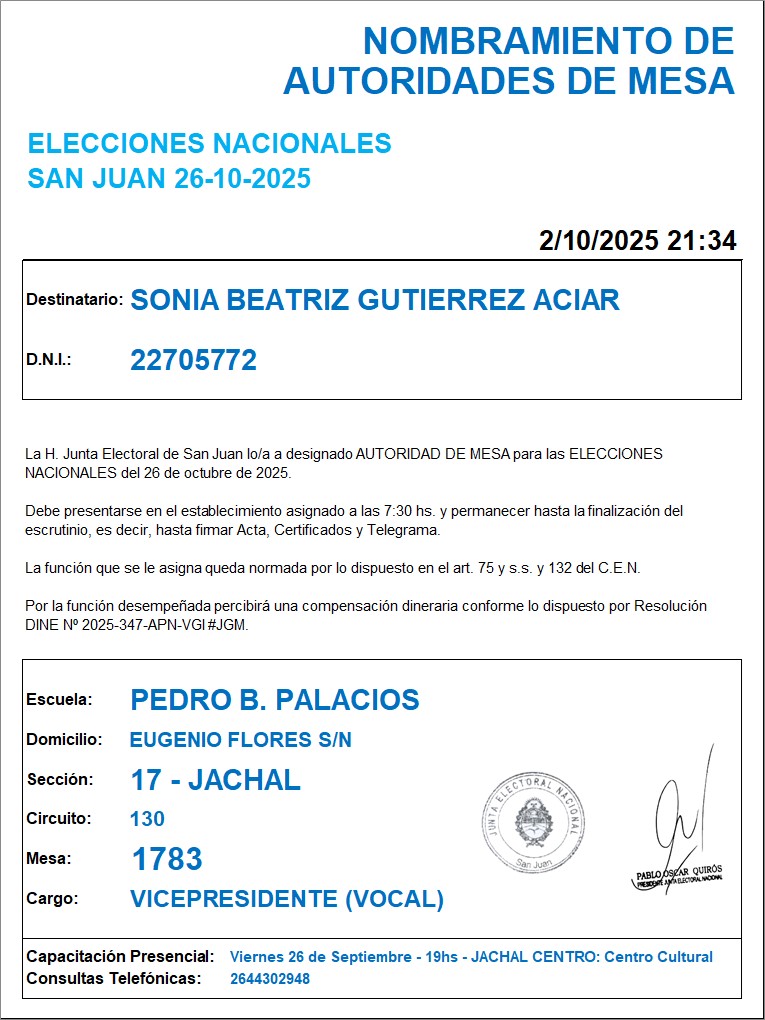 NOMBRAMIENTO DE
AUTORIDADES DE MESA
ELECCIONES NACIONALES
SAN JUAN 26-10-2025
2/10/2025 21:34
Destinatario: SONIA BEATRIZ GUTIERREZ ACIAR
D.N.I.: 22705772
La H. Junta Electoral de San Juan lo/a a designado AUTORIDAD DE MESA para las ELECCIONES
NACIONALES del 26 de octubre de 2025.
Debe presentarse en el establecimiento asignado a las 7:30 hs. y permanecer hasta la finalización del
escrutinio, es decir, hasta firmar Acta, Certificados y Telegrama.
La función que se le asigna queda normada por lo dispuesto en el art. 75 y s.s. y 132 del C.E.N.
Por la función desempeñada percibirá una compensación dineraria conforme lo dispuesto por Resolución
DINE Nº 2025-347-APN-VGI#JGM.
Escuela: PEDRO B. PALACIOS
Domicilio: EUGENIO FLORES S/N
Sección: 17 - JACHAL
Circuito: 130
Mesa: 1783
Cargo: VICEPRESIDENTE (VOCAL)
JUNTA ELECTORAL NACIONAL
San Juan
PABLO OSCAR QUIRÓS
PRESIDENTE JUNTA ELECTORAL NACIONAL
Capacitación Presencial: Viernes 26 de Septiembre - 19hs - JACHAL CENTRO: Centro Cultural
Consultas Telefónicas: 2644302948